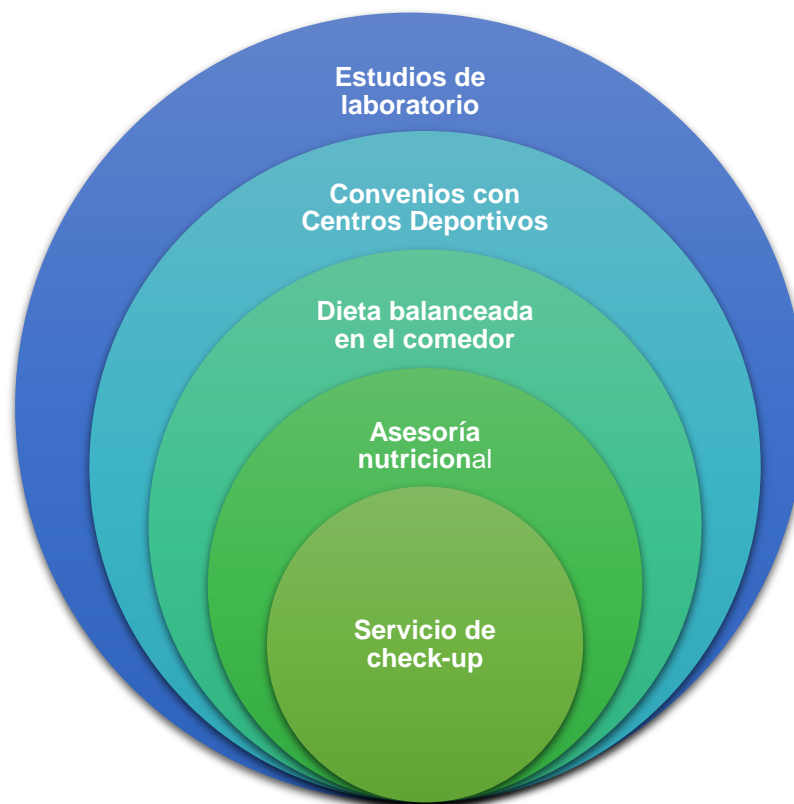 Estudios de
laboratorio
Convenios con
Centros Deportivos
Dieta balanceada
en el comedor
Asesoría
nutricional
Servicio de
check-up